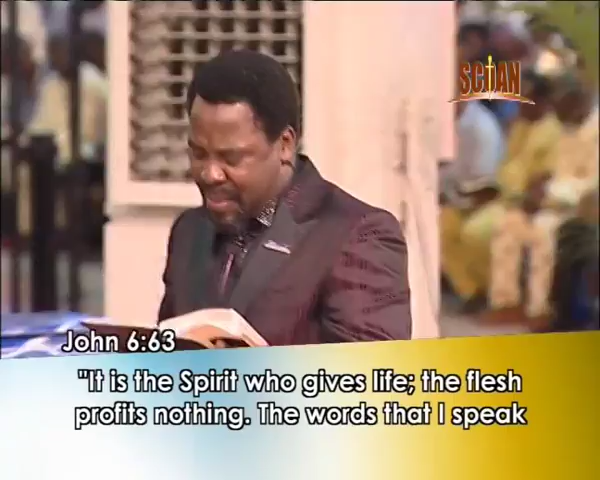 SCOAN
John 6:63
"It is the Spirit who gives life; the flesh
profits nothing. The words that I speak